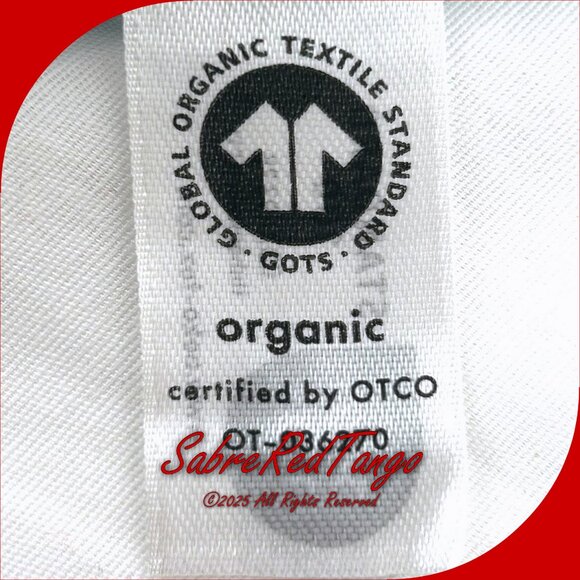 · GLOBAL ORGANIC TEXTILE STANDARD ·
GOTS
organic
certified by OTCO
SabreRedTango
©2025 All Rights Reserved